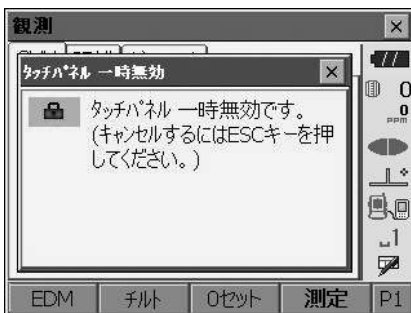 観測
ﾀｯﾁﾊﾟﾈﾙ 一時無効
ﾀｯﾁﾊﾟﾈﾙ 一時無効です。
(ｷｬﾝｾﾙするにはESCｷｰを押
してください。)
0
0
PPM
1
EDM
ﾁﾙﾄ
0ｾｯﾄ
測定
P1